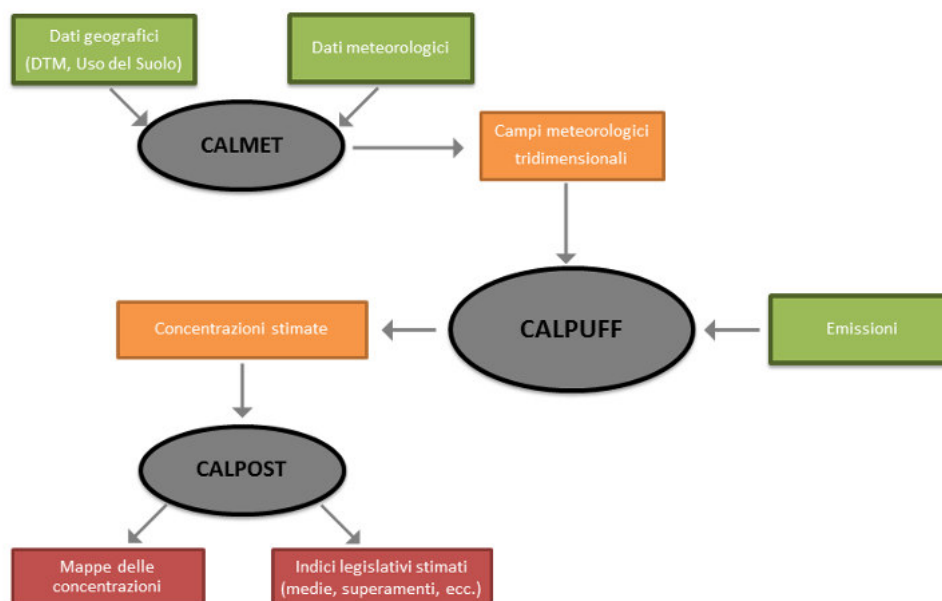 Dati geografici
(DTM, Uso del Suolo)
Dati meteorologici
CALMET
Campi meteorologici
tridimensionali
Concentrazioni stimate
CALPUFF
Emissioni
CALPOST
Mappe delle
concentrazioni
Indici legislativi stimati
(medie, superamenti, ecc.)